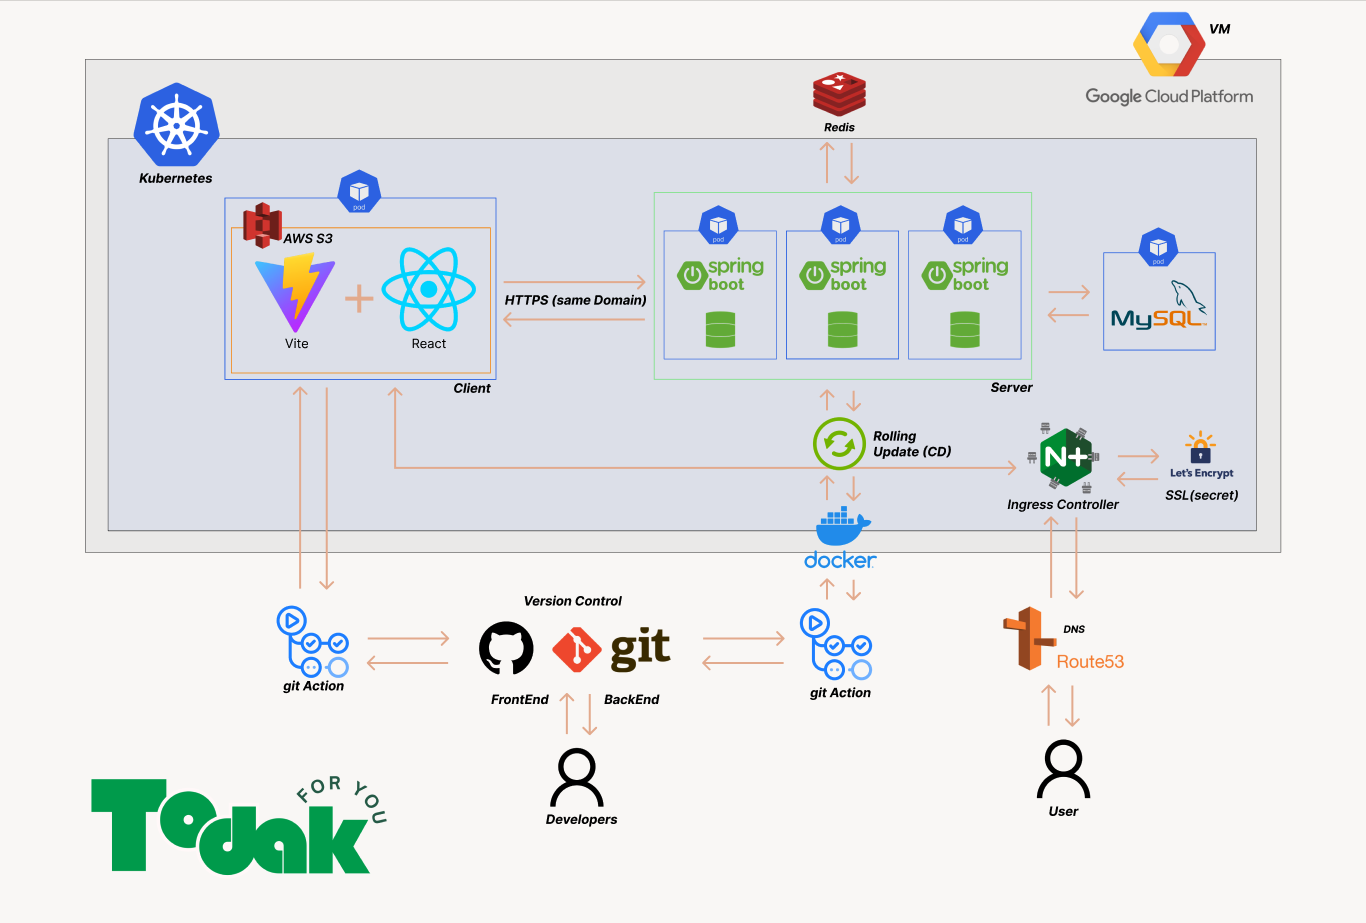 VM
Google Cloud Platform
Redis
Kubernetes
pod
AWS S3
Vite
React
Client
HTTPS (same Domain)
pod
pod
pod
spring
boot
spring
boot
spring
boot
Server
pod
MySQL
Rolling
Update (CD)
N+
Ingress Controller
Let's Encrypt
SSL(secret)
docker
git Action
Version Control
git
FrontEnd
BackEnd
git Action
DNS
Route53
Developers
User
FOR YOU
Todak